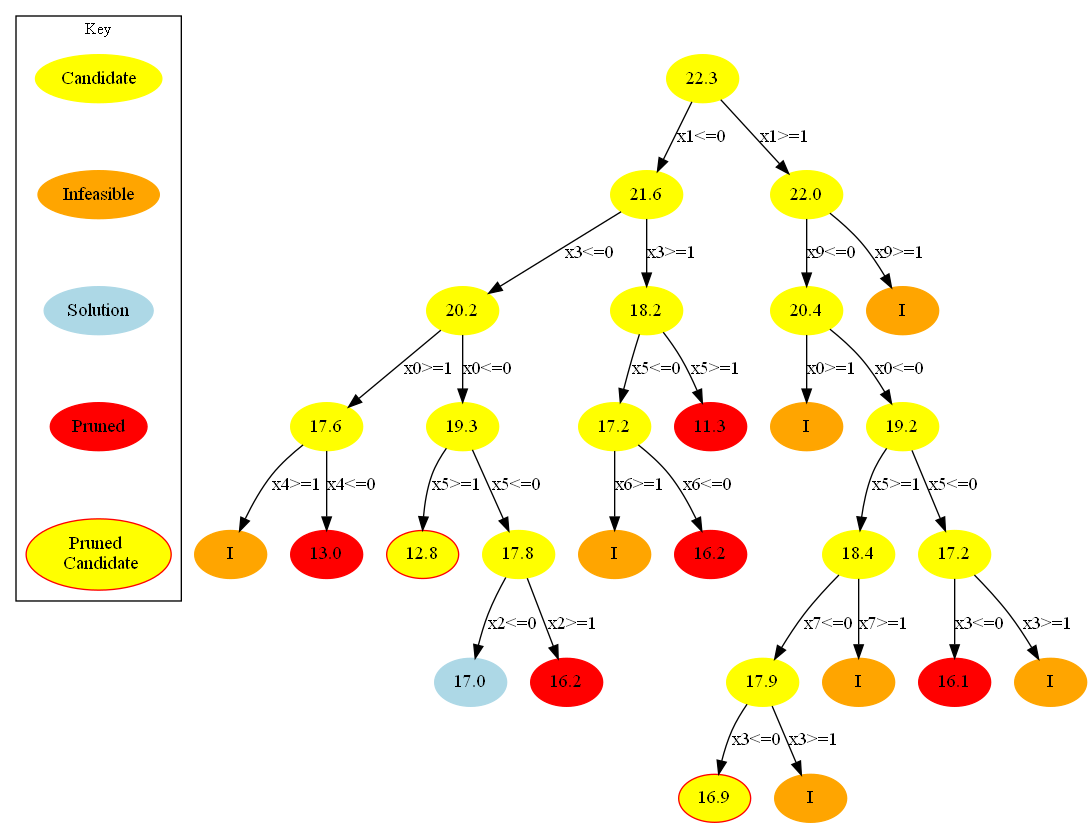 Key
Candidate
Infeasible
Solution
Pruned
Pruned
Candidate
22.3
x1<=0
x1>=1
21.6
22.0
x3<=0
x3>=1
x9<=0
x9>=1
20.2
18.2
20.4
I
x0>=1
x0<=0
x5<=0
x5>=1
x0>=1
x0<=0
17.6
19.3
17.2
11.3
I
19.2
x4>=1
x4<=0
x5>=1
x5<=0
x6>=1
x6<=0
x5>=1
x5<=0
I
13.0
12.8
17.8
I
16.2
18.4
17.2
x2<=0
x2>=1
x7<=0
x7>=1
x3<=0
x3>=1
17.0
16.2
17.9
I
16.1
I
x3<=0
x3>=1
16.9
I